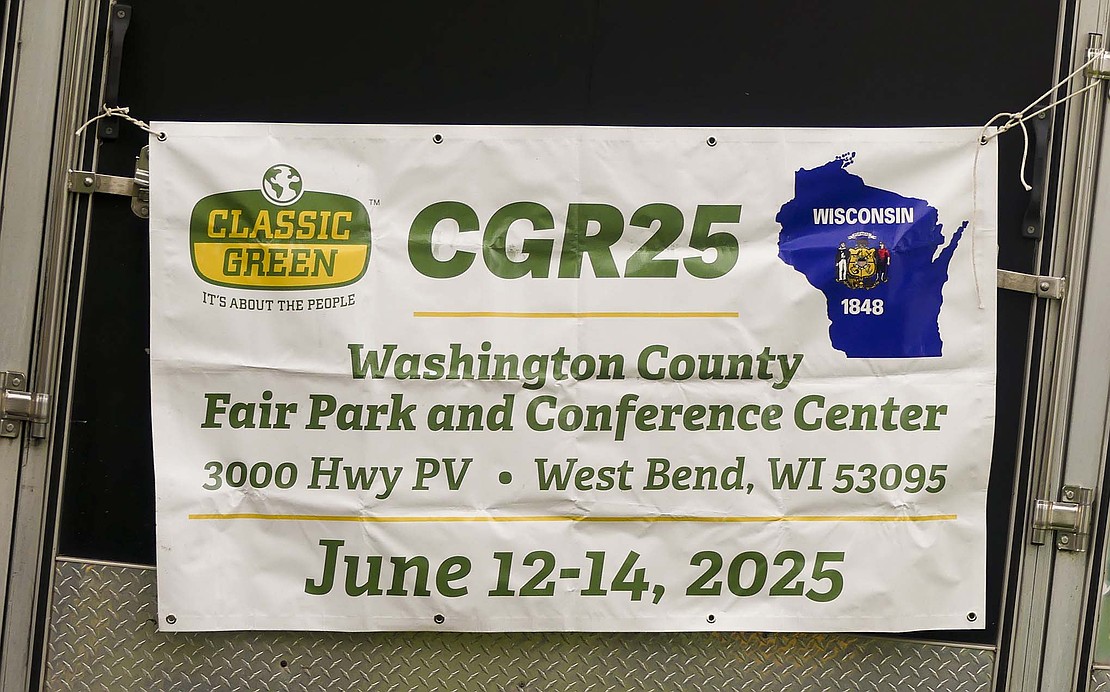 CLASSIC
GREEN
TM
IT'S ABOUT THE PEOPLE
CGR25
WISCONSIN
1848
Washington County
Fair Park and Conference Center
3000 Hwy PV • West Bend, WI 53095
June 12-14, 2025